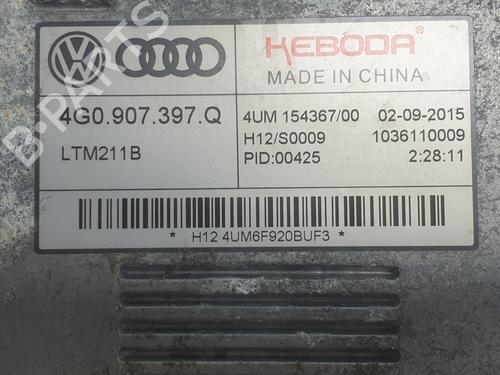 KEBODA
MADE IN CHINA
4G0.907.397.Q
LTM211B
4UM 154367/00 02-09-2015
H12/S0009 1036110009
PID:00425 2:28:11
* H12 4UM6F920BUF3 *
B-PARTS